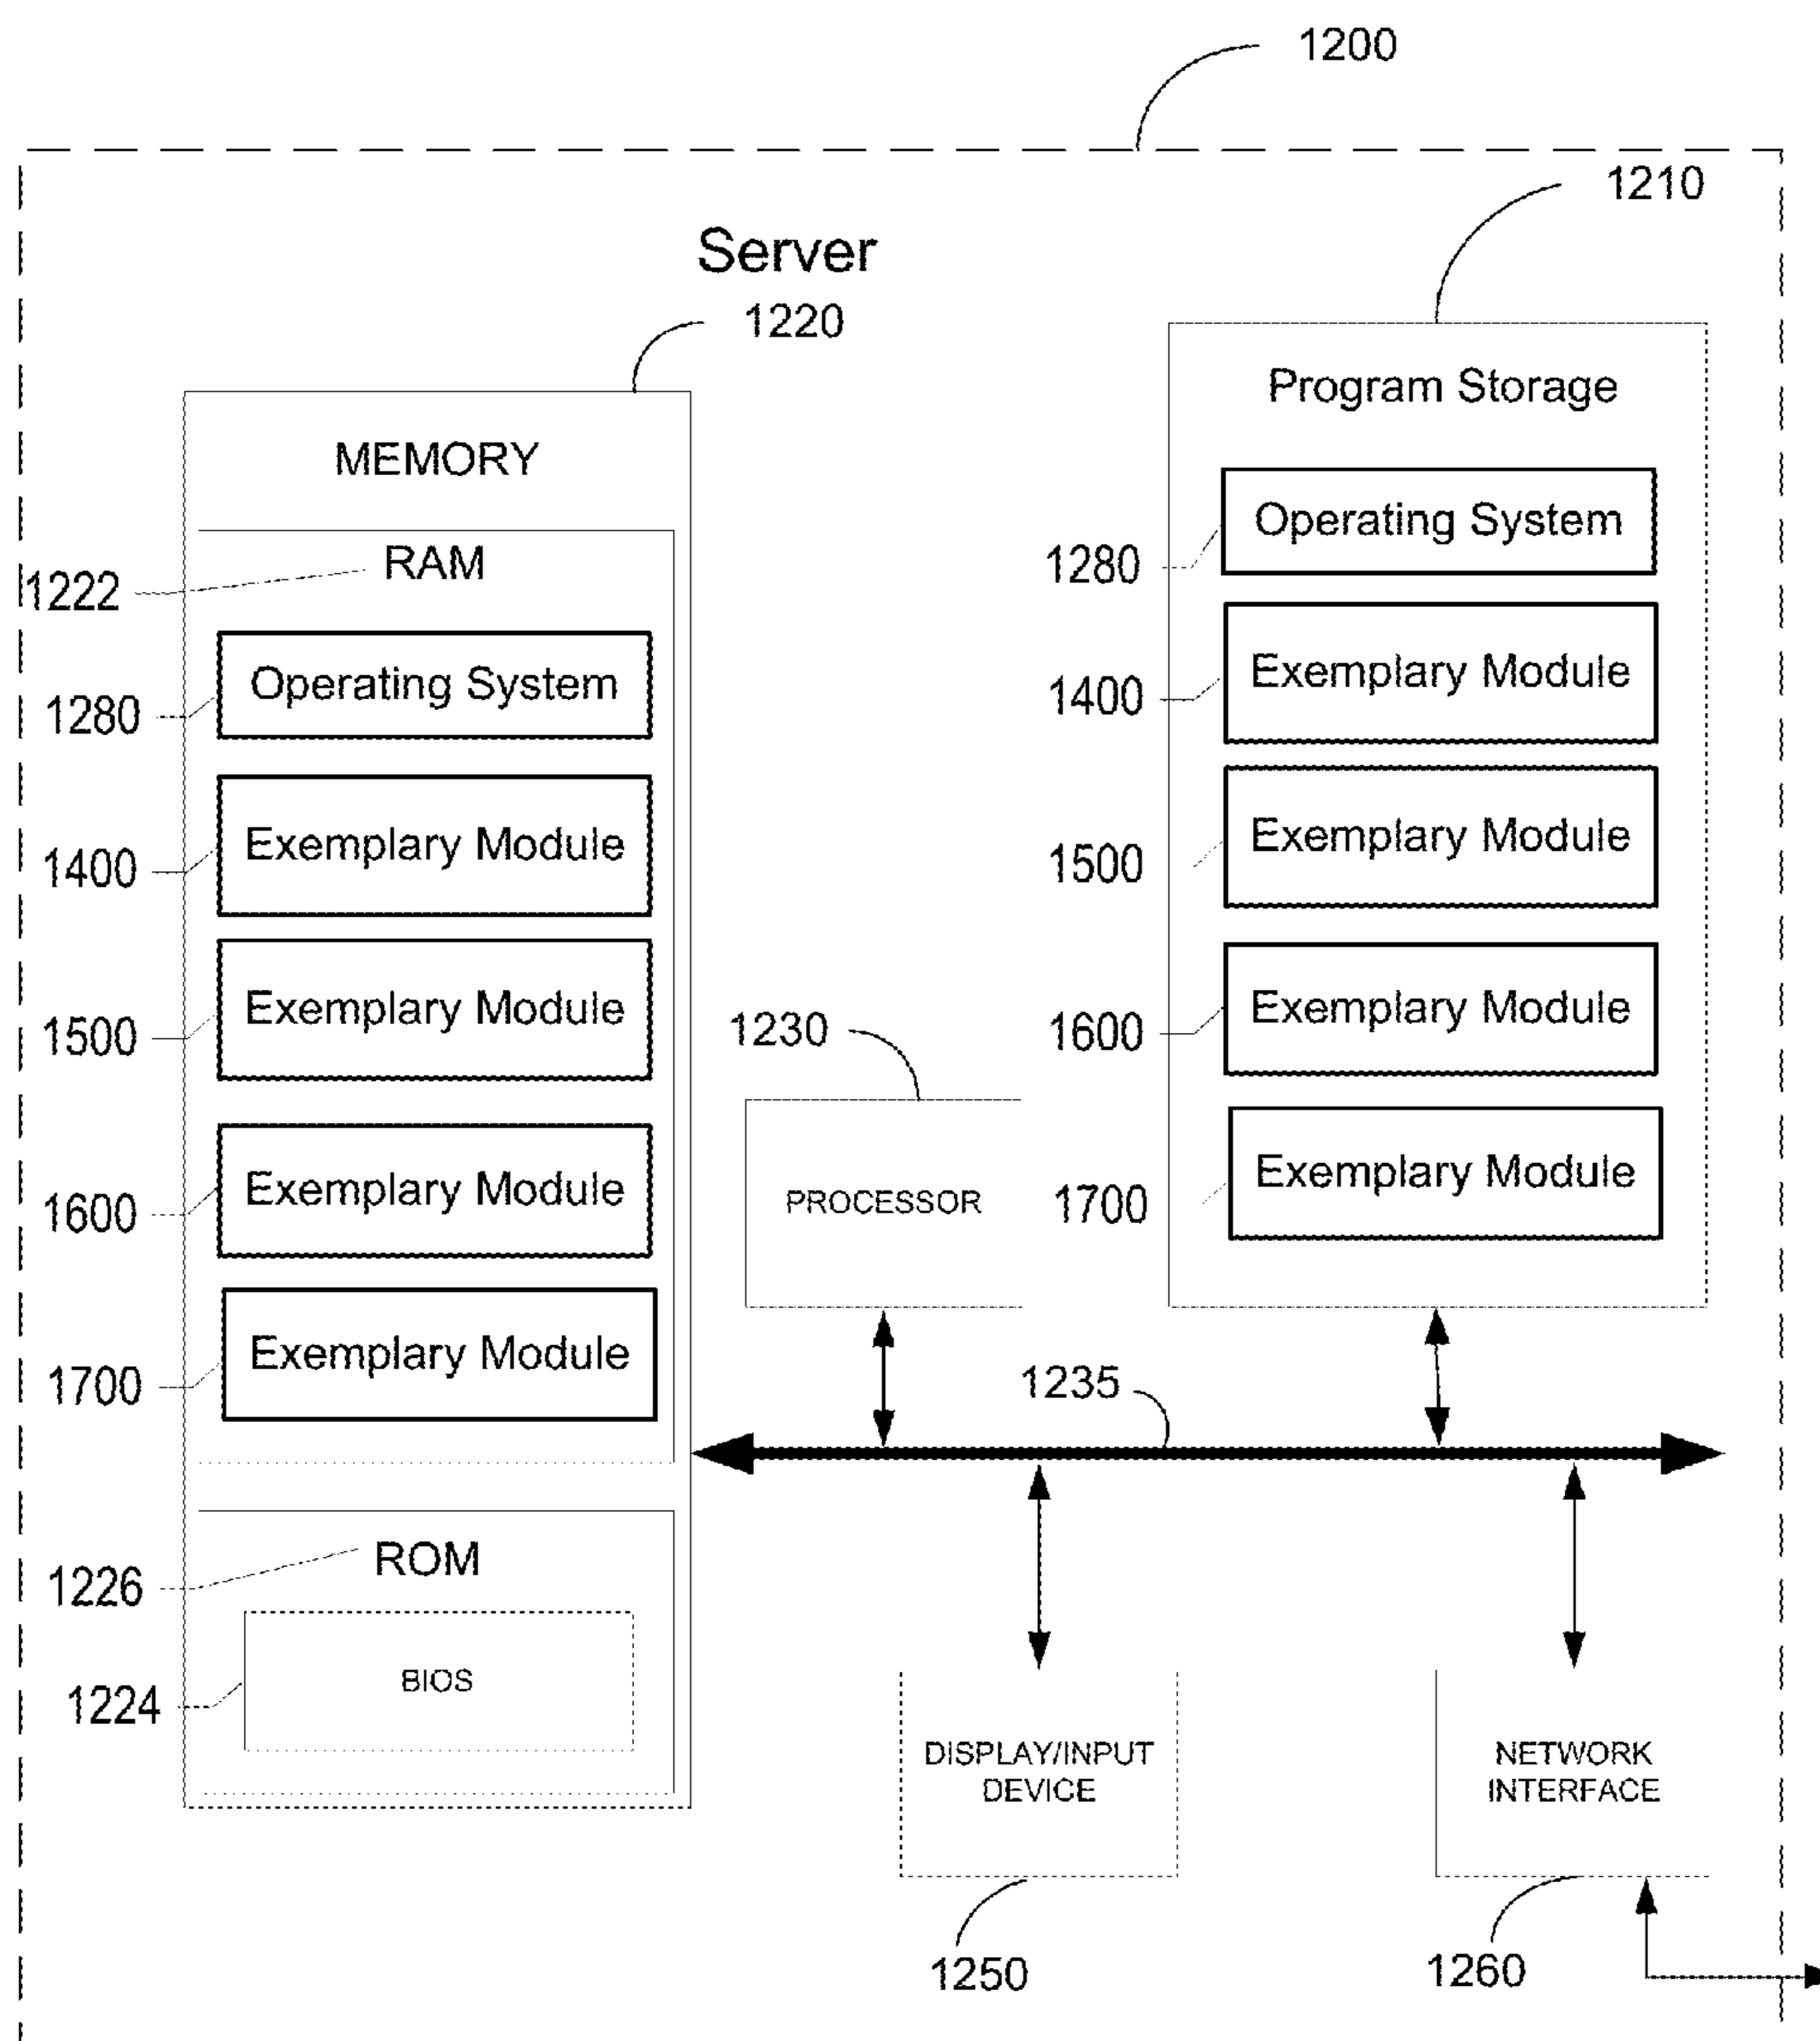 1200
1210
Server
1220
MEMORY
RAM
1222
Operating System
1280
Exemplary Module
1400
Exemplary Module
1500
Exemplary Module
1600
Exemplary Module
1700
ROM
1226
BIOS
1224
Program Storage
Operating System
1280
Exemplary Module
1400
Exemplary Module
1500
Exemplary Module
1600
Exemplary Module
1700
1230
PROCESSOR
1235
DISPLAY/INPUT
DEVICE
1250
NETWORK
INTERFACE
1260